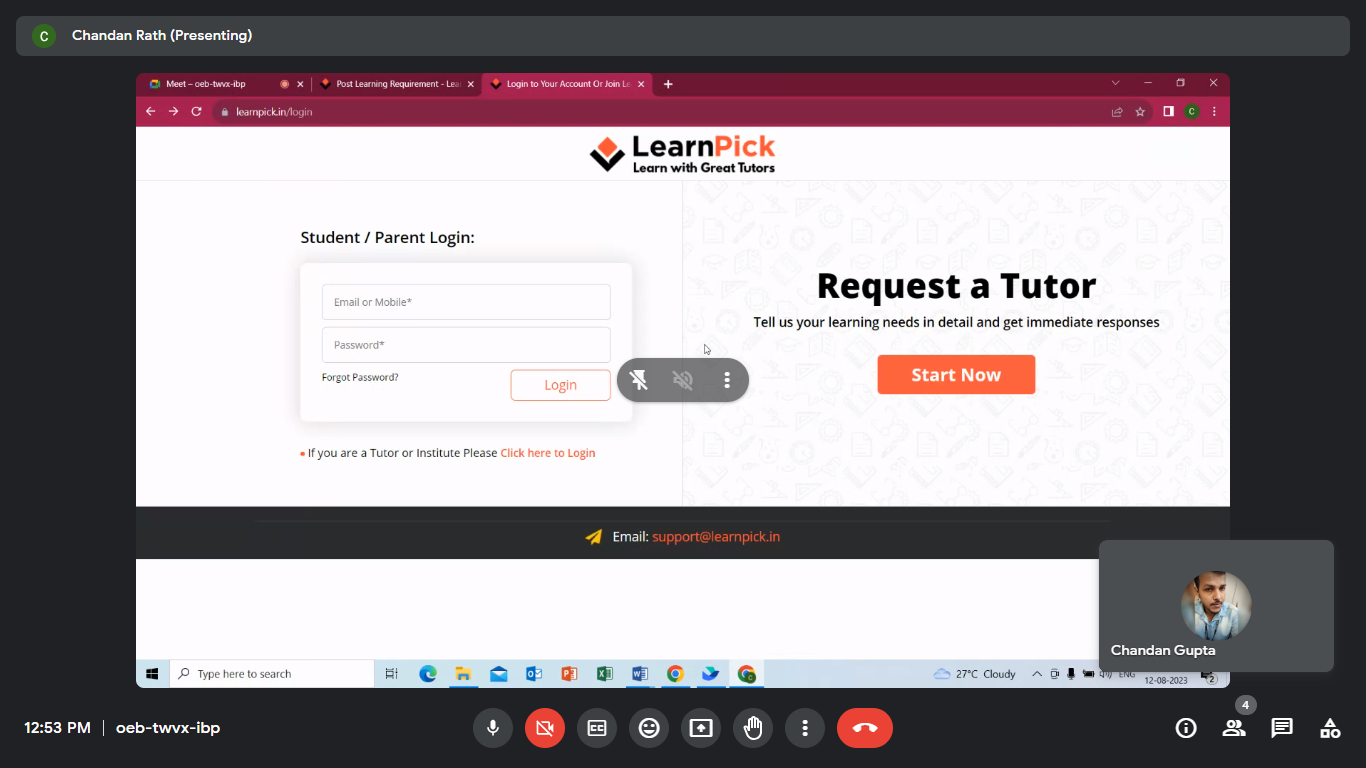 C Chandan Rath (Presenting)
Meet – oeb-twvx-ibp
Post Learning Requirement - Lea
Login to Your Account Or Join Le
learnpick.in/login
C
LearnPick
Learn with Great Tutors
Student / Parent Login:
Email or Mobile*
Password*
Forgot Password?
Login
If you are a Tutor or Institute Please Click here to Login
Request a Tutor
Tell us your learning needs in detail and get immediate responses
Start Now
Email: support@learnpick.in
Chandan Gupta
Type here to search
27°C Cloudy
ENG
12-08-2023
2
12:53 PM
oeb-twvx-ibp
4